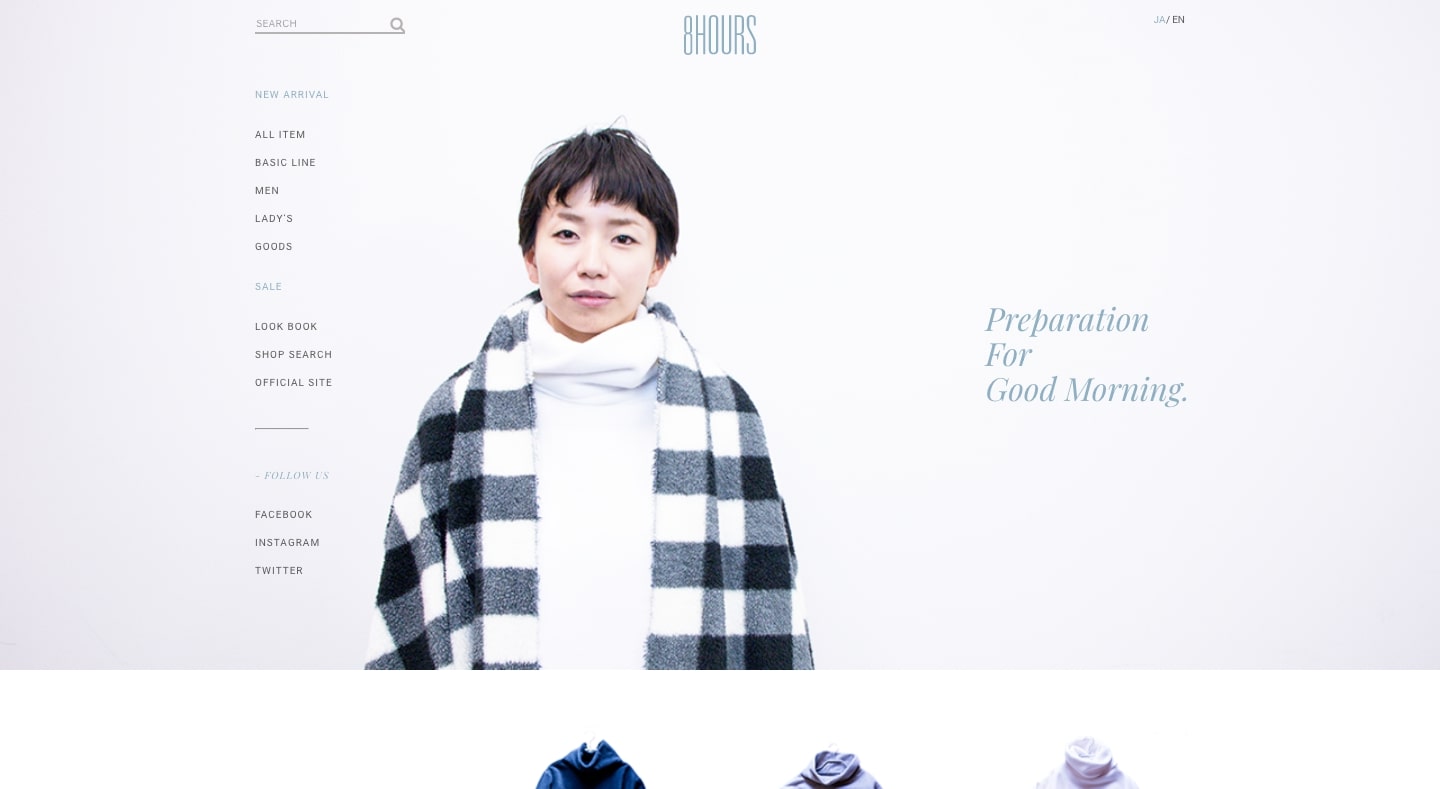 SEARCH
8HOURS
JA/ EN
NEW ARRIVAL
ALL ITEM
BASIC LINE
MEN
LADY'S
GOODS
SALE
LOOK BOOK
SHOP SEARCH
OFFICIAL SITE
Preparation
For
Good Morning.
- FOLLOW US
FACEBOOK
INSTAGRAM
TWITTER